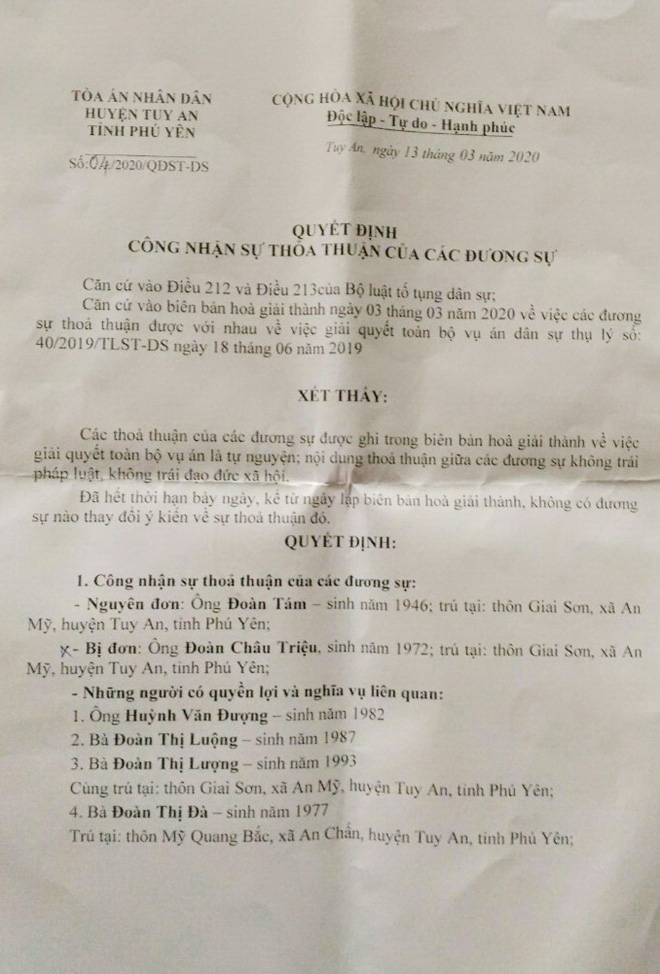 TÒA ÁN NHÂN DÂN
HUYỆN TUY AN
TỈNH PHÚ YÊN
Số:04/2020/QĐST-DS
CỘNG HÒA XÃ HỘI CHỦ NGHĨA VIỆT NAM
Độc lập - Tự do - Hạnh phúc
Tuy An, ngày 13 tháng 03 năm 2020
QUYẾT ĐỊNH
CÔNG NHẬN SỰ THỎA THUẬN CỦA CÁC ĐƯƠNG SỰ
Căn cứ vào Điều 212 và Điều 213của Bộ luật tố tụng dân sự;
Căn cứ vào biên bản hoà giải thành ngày 03 tháng 03 năm 2020 về việc các đương
sự thoả thuận được với nhau về việc giải quyết toàn bộ vụ án dân sự thụ lý số:
40/2019/TLST-DS ngày 18 tháng 06 năm 2019
XÉT THẤY:
Các thoả thuận của các đương sự được ghi trong biên bản hoà giải thành về việc
giải quyết toàn bộ vụ án là tự nguyện; nội dung thoả thuận giữa các đương sự không trái
pháp luật, không trái đạo đức xã hội.
Đã hết thời hạn bảy ngày, kể từ ngày lập biên bản hoà giải thành, không có đương
sự nào thay đổi ý kiến về sự thoả thuận đó.
QUYẾT ĐỊNH:
1. Công nhận sự thoả thuận của các đương sự:
- Nguyên đơn: Ông Đoàn Tám – sinh năm 1946; trú tại: thôn Giai Sơn, xã An
Mỹ, huyện Tuy An, tỉnh Phú Yên;
x- Bị đơn: Ông Đoàn Châu Triệu, sinh năm 1972; trú tại: thôn Giai Sơn, xã An
Mỹ, huyện Tuy An, tỉnh Phú Yên;
- Những người có quyền lợi và nghĩa vụ liên quan:
1. Ông Huỳnh Văn Đượng – sinh năm 1982
2. Bà Đoàn Thị Luộng – sinh năm 1987
3. Bà Đoàn Thị Lượng – sinh năm 1993
Cùng trú tại: thôn Giai Sơn, xã An Mỹ, huyện Tuy An, tỉnh Phú Yên;
4. Bà Đoàn Thị Đà – sinh năm 1977
Trú tại: thôn Mỹ Quang Bắc, xã An Chấn, huyện Tuy An, tỉnh Phú Yên;